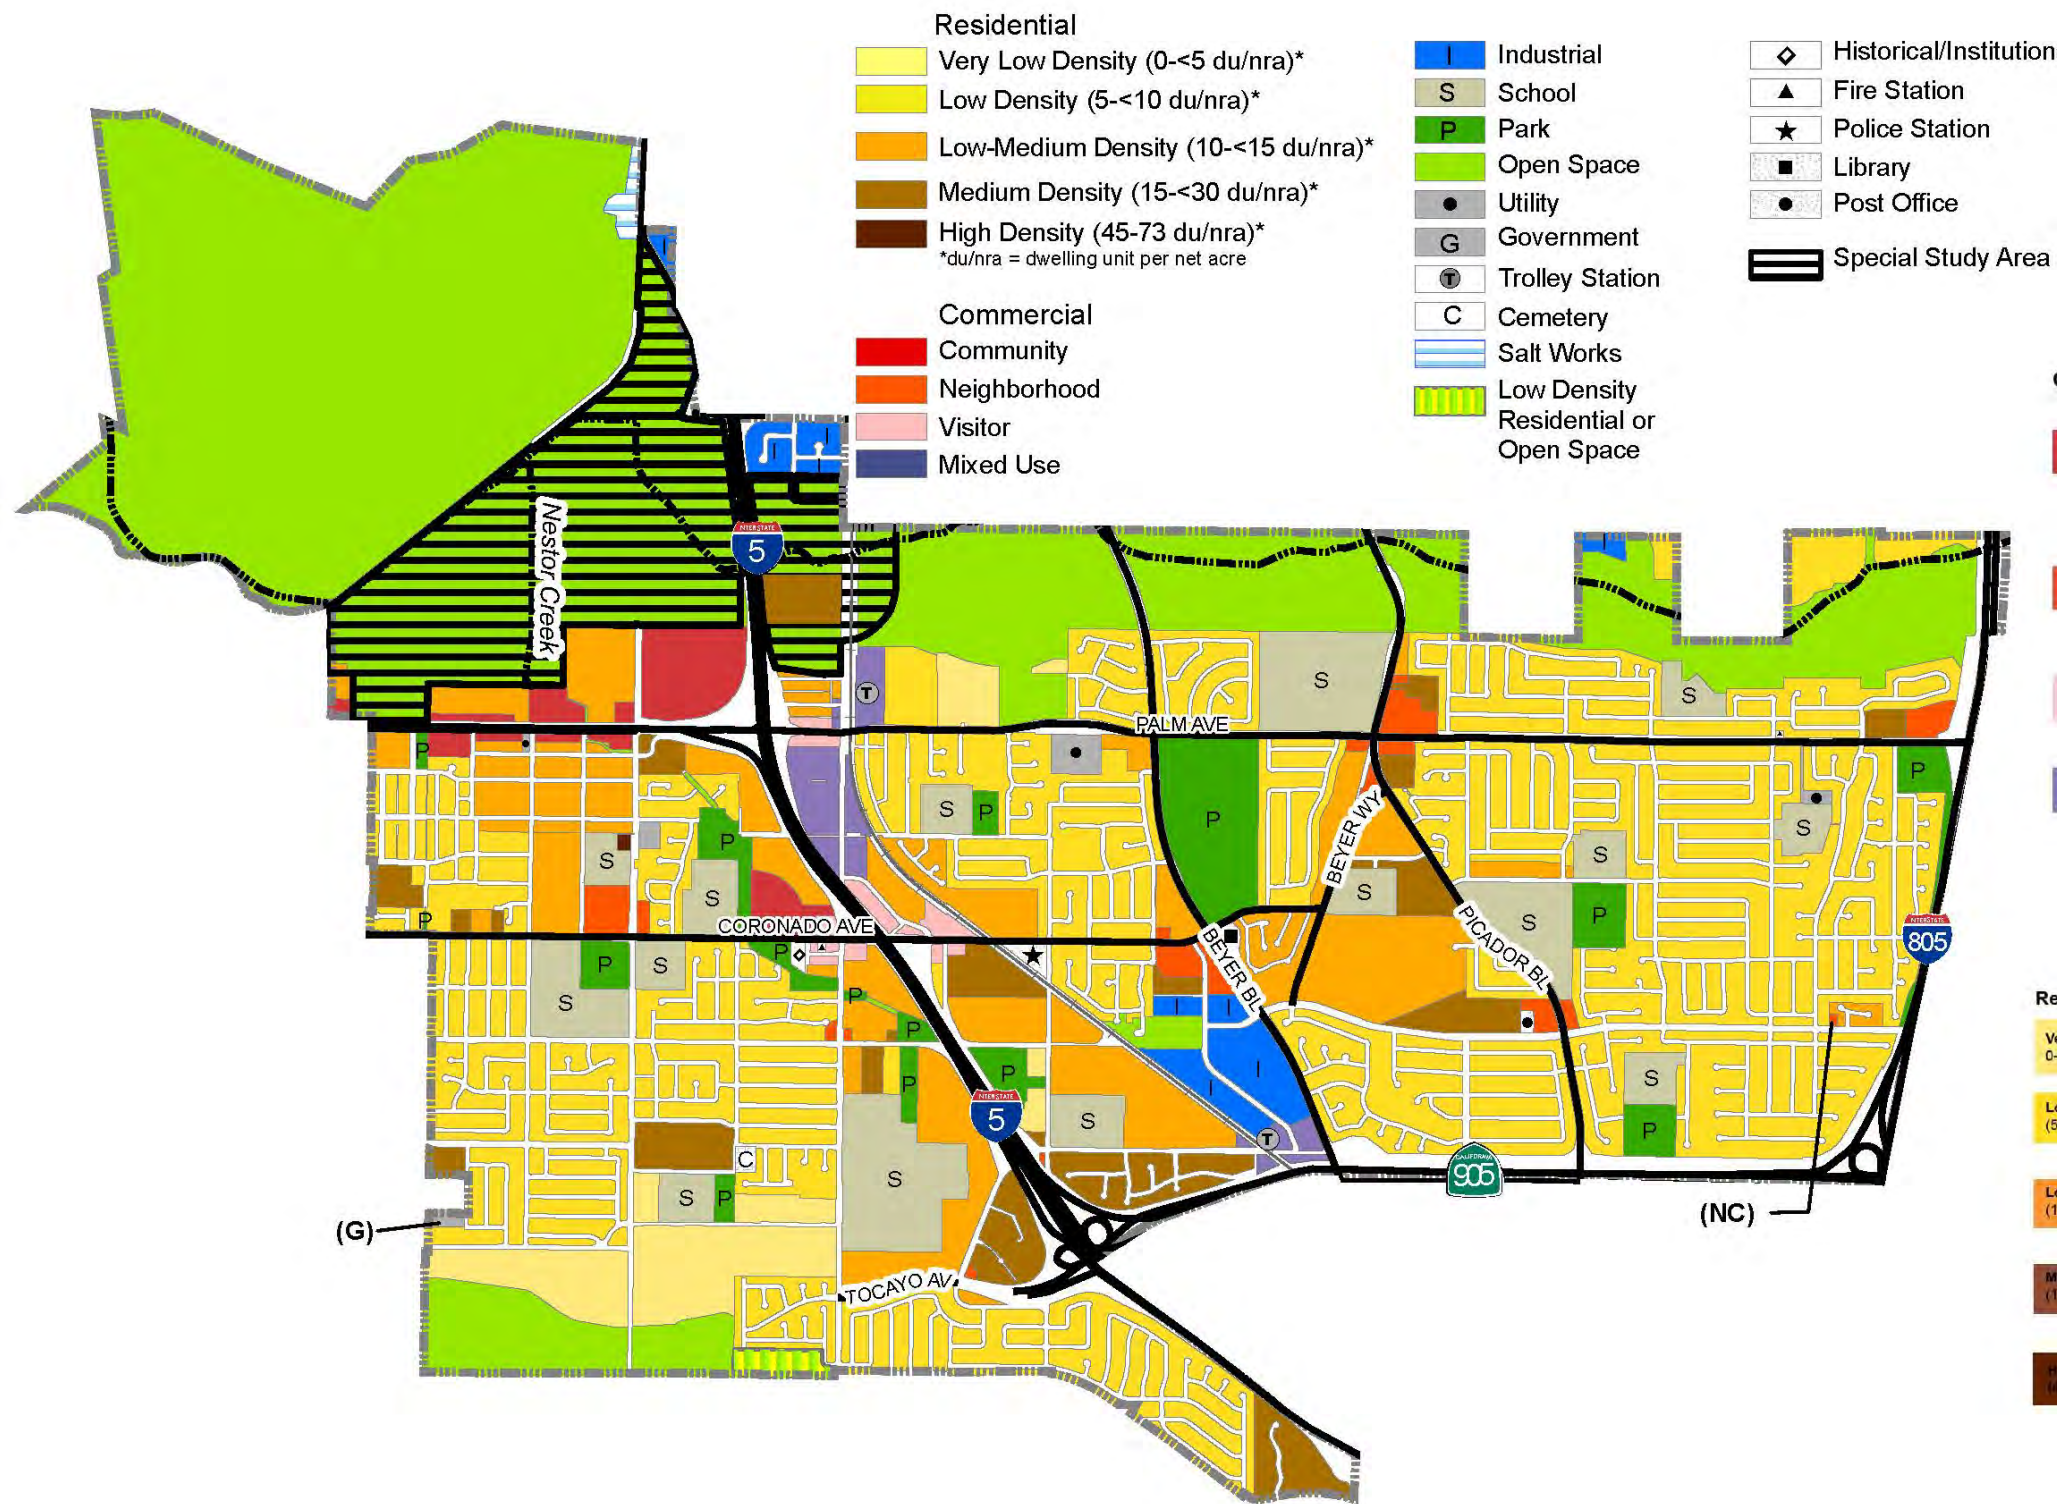 Residential
Very Low Density (0-<5 du/nra)*
Low Density (5-<10 du/nra)*
Low-Medium Density (10-<15 du/nra)*
Medium Density (15-<30 du/nra)*
High Density (45-73 du/nra)*
*du/nra = dwelling unit per net acre
Commercial
Community
Neighborhood
Visitor
Mixed Use
I Industrial
S School
P Park
Open Space
Utility
G Government
T Trolley Station
C Cemetery
Salt Works
Low Density
Residential or
Open Space
Historical/Institution
Fire Station
Police Station
Library
Post Office
Special Study Area
I
I
I
I
Nestor Creek
INTERSTATE
5
I
T
S
S
PALM AVE
P
P
S
P
P
BEYER WY
S
P
S
S
S
S
P
S
S
P
CORONADO AVE
PICADOR BL
INTERSTATE
805
BEYER BL
P
S
P
S
P
P
I
I
I
I
P
P
INTERSTATE
5
S
S
P
T
C
S
P
S
CALIFORNIA
905
(G)
(NC)
TOCAYO AV
Re